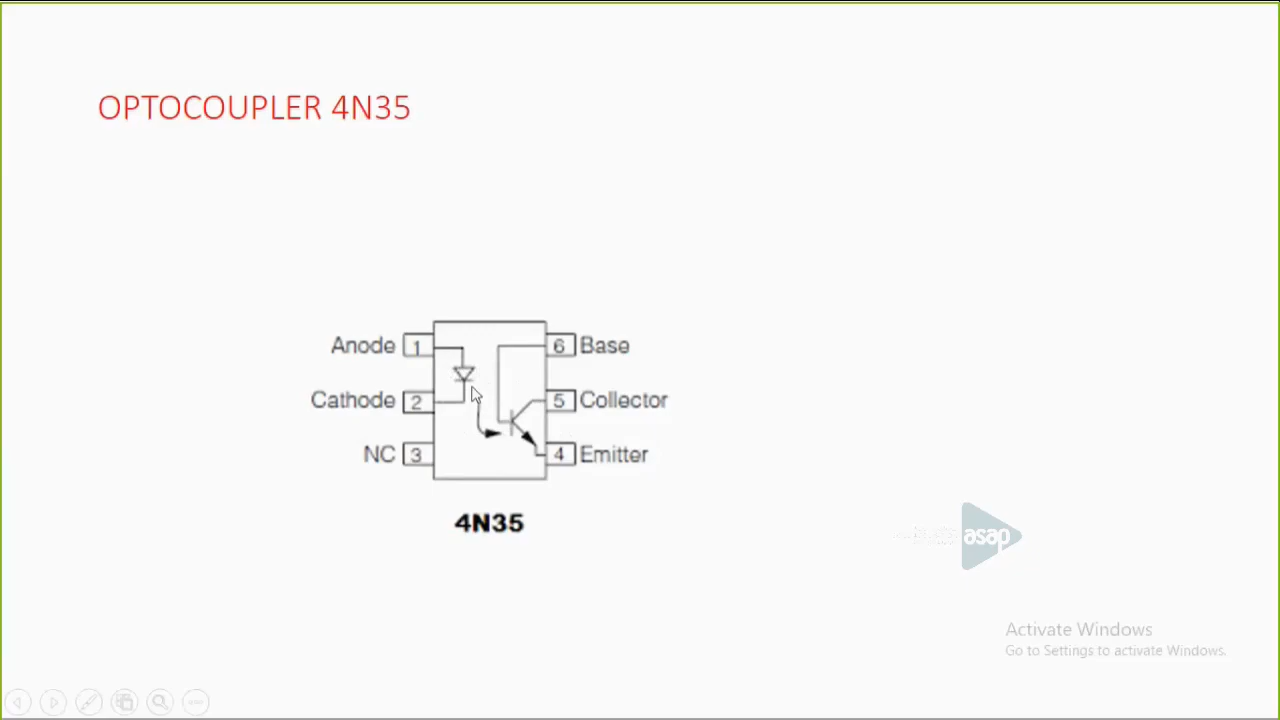 OPTOCOUPLER 4N35
Anode 1 6 Base
Cathode 2 5 Collector
NC 3 4 Emitter
4N35
asap
Activate Windows
Go to Settings to activate Windows.